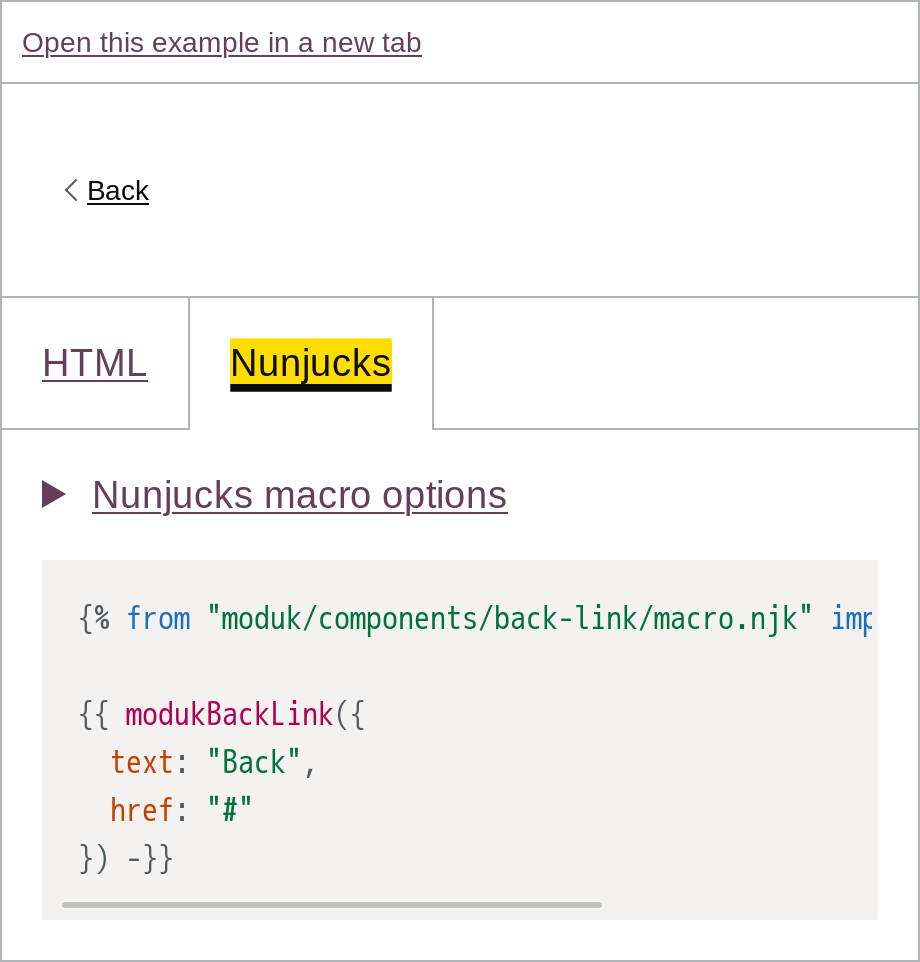 Open this example in a new tab
Back
HTML
Nunjucks
Nunjucks macro options
{% from "moduk/components/back-link/macro.njk" imp
{{ modukBackLink({
  text: "Back",
  href: "#"
}) -}}